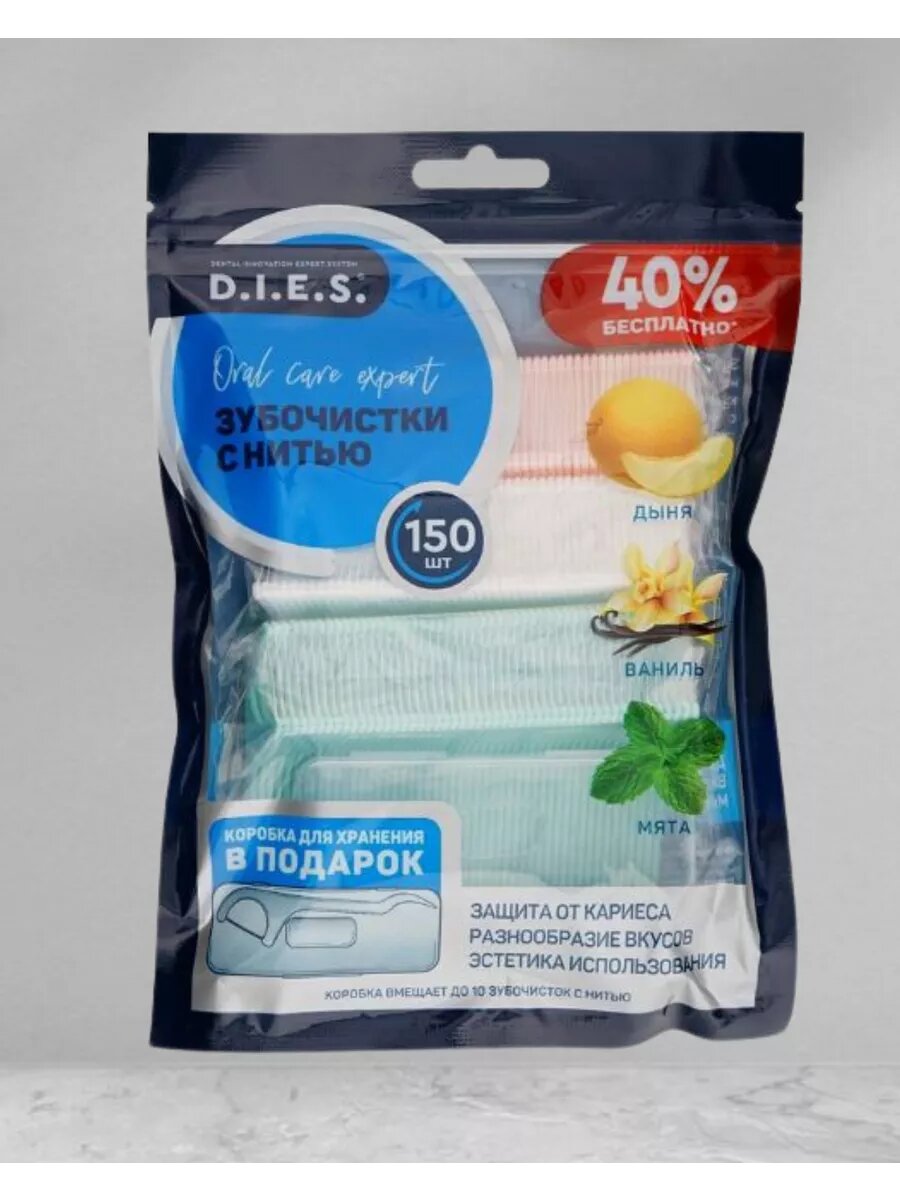 DENTAL INNOVATION EXPERT SYSTEM
D.I.E.S.®
40%
БЕСПЛАТНО*
Oral care expert
ЗУБОЧИСТКИ
С НИТЬЮ
150
ШТ
ДЫНЯ
ВАНИЛЬ
МЯТА
КОРОБКА ДЛЯ ХРАНЕНИЯ
В ПОДАРОК
ЗАЩИТА ОТ КАРИЕСА
РАЗНООБРАЗИЕ ВКУСОВ
ЭСТЕТИКА ИСПОЛЬЗОВАНИЯ
КОРОБКА ВМЕЩАЕТ ДО 10 ЗУБОЧИСТОК С НИТЬЮ